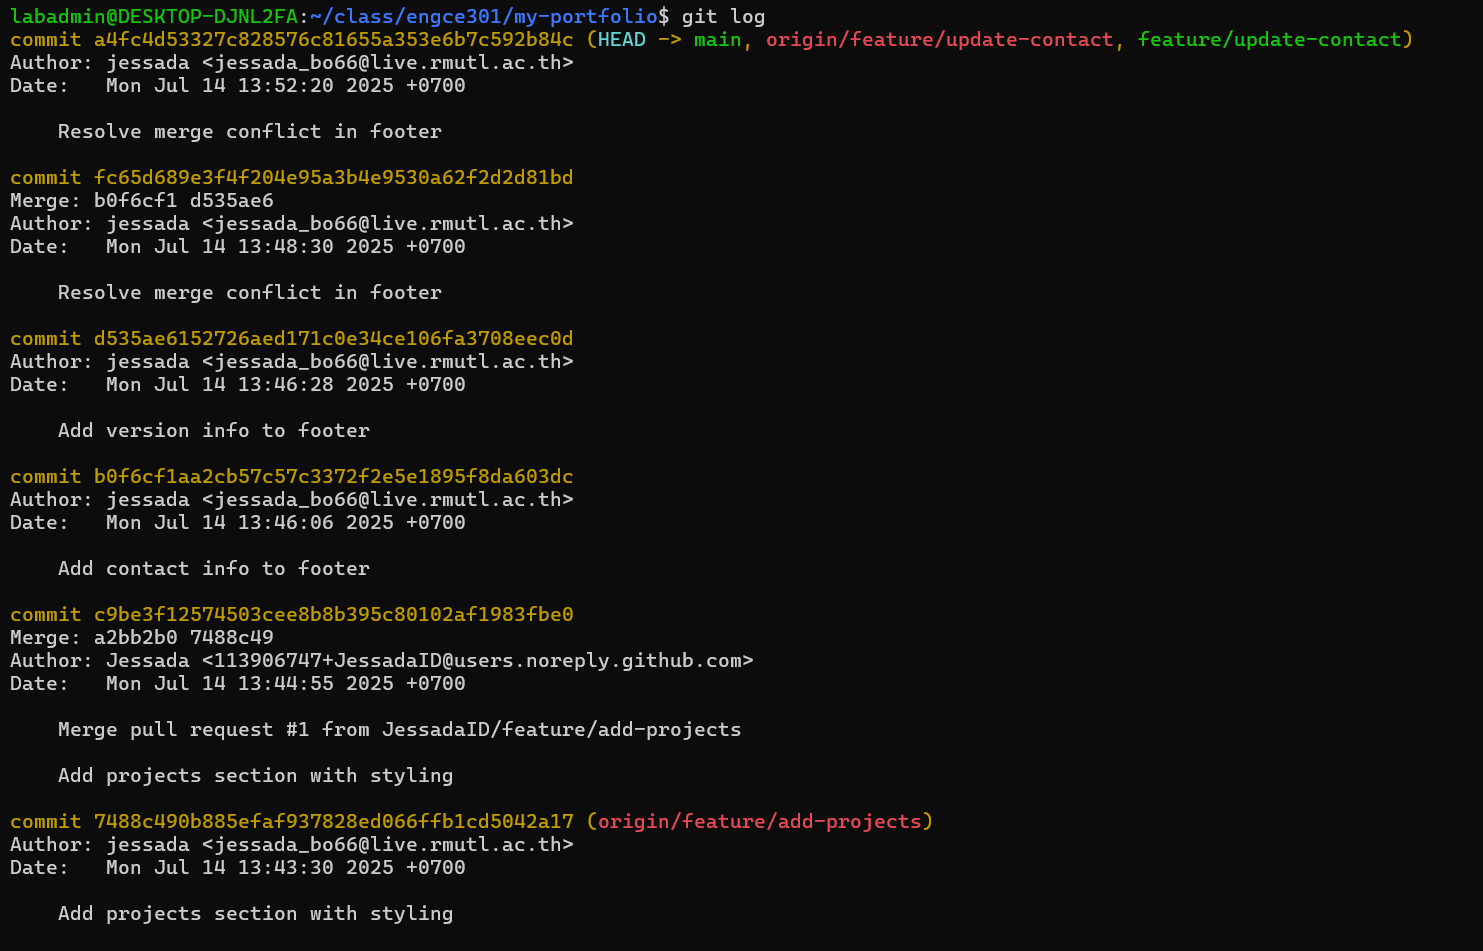 labadmin@DESKTOP-DJNL2FA:~/class/engce301/my-portfolio$ git log
commit a4fc4d53327c828576c81655a353e6b7c592b84c (HEAD -> main, origin/feature/update-contact, feature/update-contact)
Author: jessada <jessada_bo66@live.rmutl.ac.th>
Date:   Mon Jul 14 13:52:20 2025 +0700

    Resolve merge conflict in footer

commit fc65d689e3f4f204e95a3b4e9530a62f2d2d81bd
Merge: b0f6cf1 d535ae6
Author: jessada <jessada_bo66@live.rmutl.ac.th>
Date:   Mon Jul 14 13:48:30 2025 +0700

    Resolve merge conflict in footer

commit d535ae6152726aed171c0e34ce106fa3708eec0d
Author: jessada <jessada_bo66@live.rmutl.ac.th>
Date:   Mon Jul 14 13:46:28 2025 +0700

    Add version info to footer

commit b0f6cf1aa2cb57c57c3372f2e5e1895f8da603dc
Author: jessada <jessada_bo66@live.rmutl.ac.th>
Date:   Mon Jul 14 13:46:06 2025 +0700

    Add contact info to footer

commit c9be3f12574503cee8b8b395c80102af1983fbe0
Merge: a2bb2b0 7488c49
Author: Jessada <113906747+JessadaID@users.noreply.github.com>
Date:   Mon Jul 14 13:44:55 2025 +0700

    Merge pull request #1 from JessadaID/feature/add-projects

    Add projects section with styling

commit 7488c490b885efaf937828ed066ffb1cd5042a17 (origin/feature/add-projects)
Author: jessada <jessada_bo66@live.rmutl.ac.th>
Date:   Mon Jul 14 13:43:30 2025 +0700

    Add projects section with styling